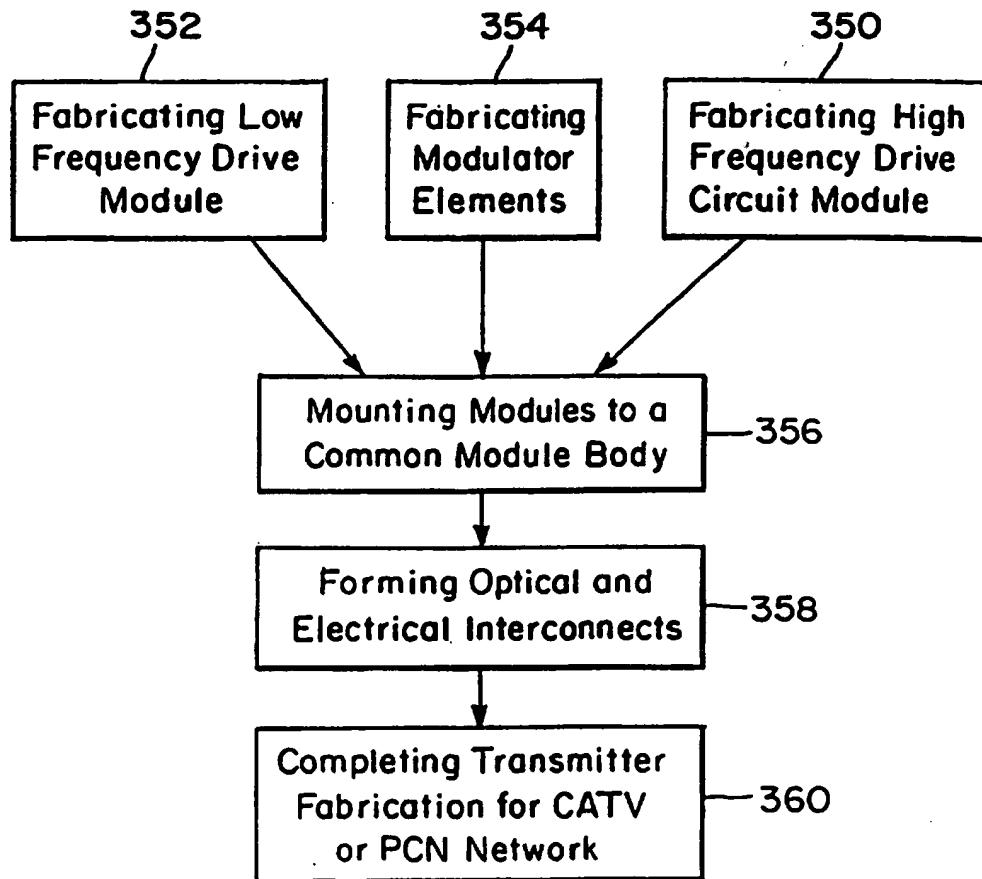 352
354
350
Fabricating Low
Frequency Drive
Module
Fabricating
Modulator
Elements
Fabricating High
Frequency Drive
Circuit Module
Mounting Modules to a
Common Module Body
356
Forming Optical and
Electrical Interconnects
358
Completing Transmitter
Fabrication for CATV
or PCN Network
360